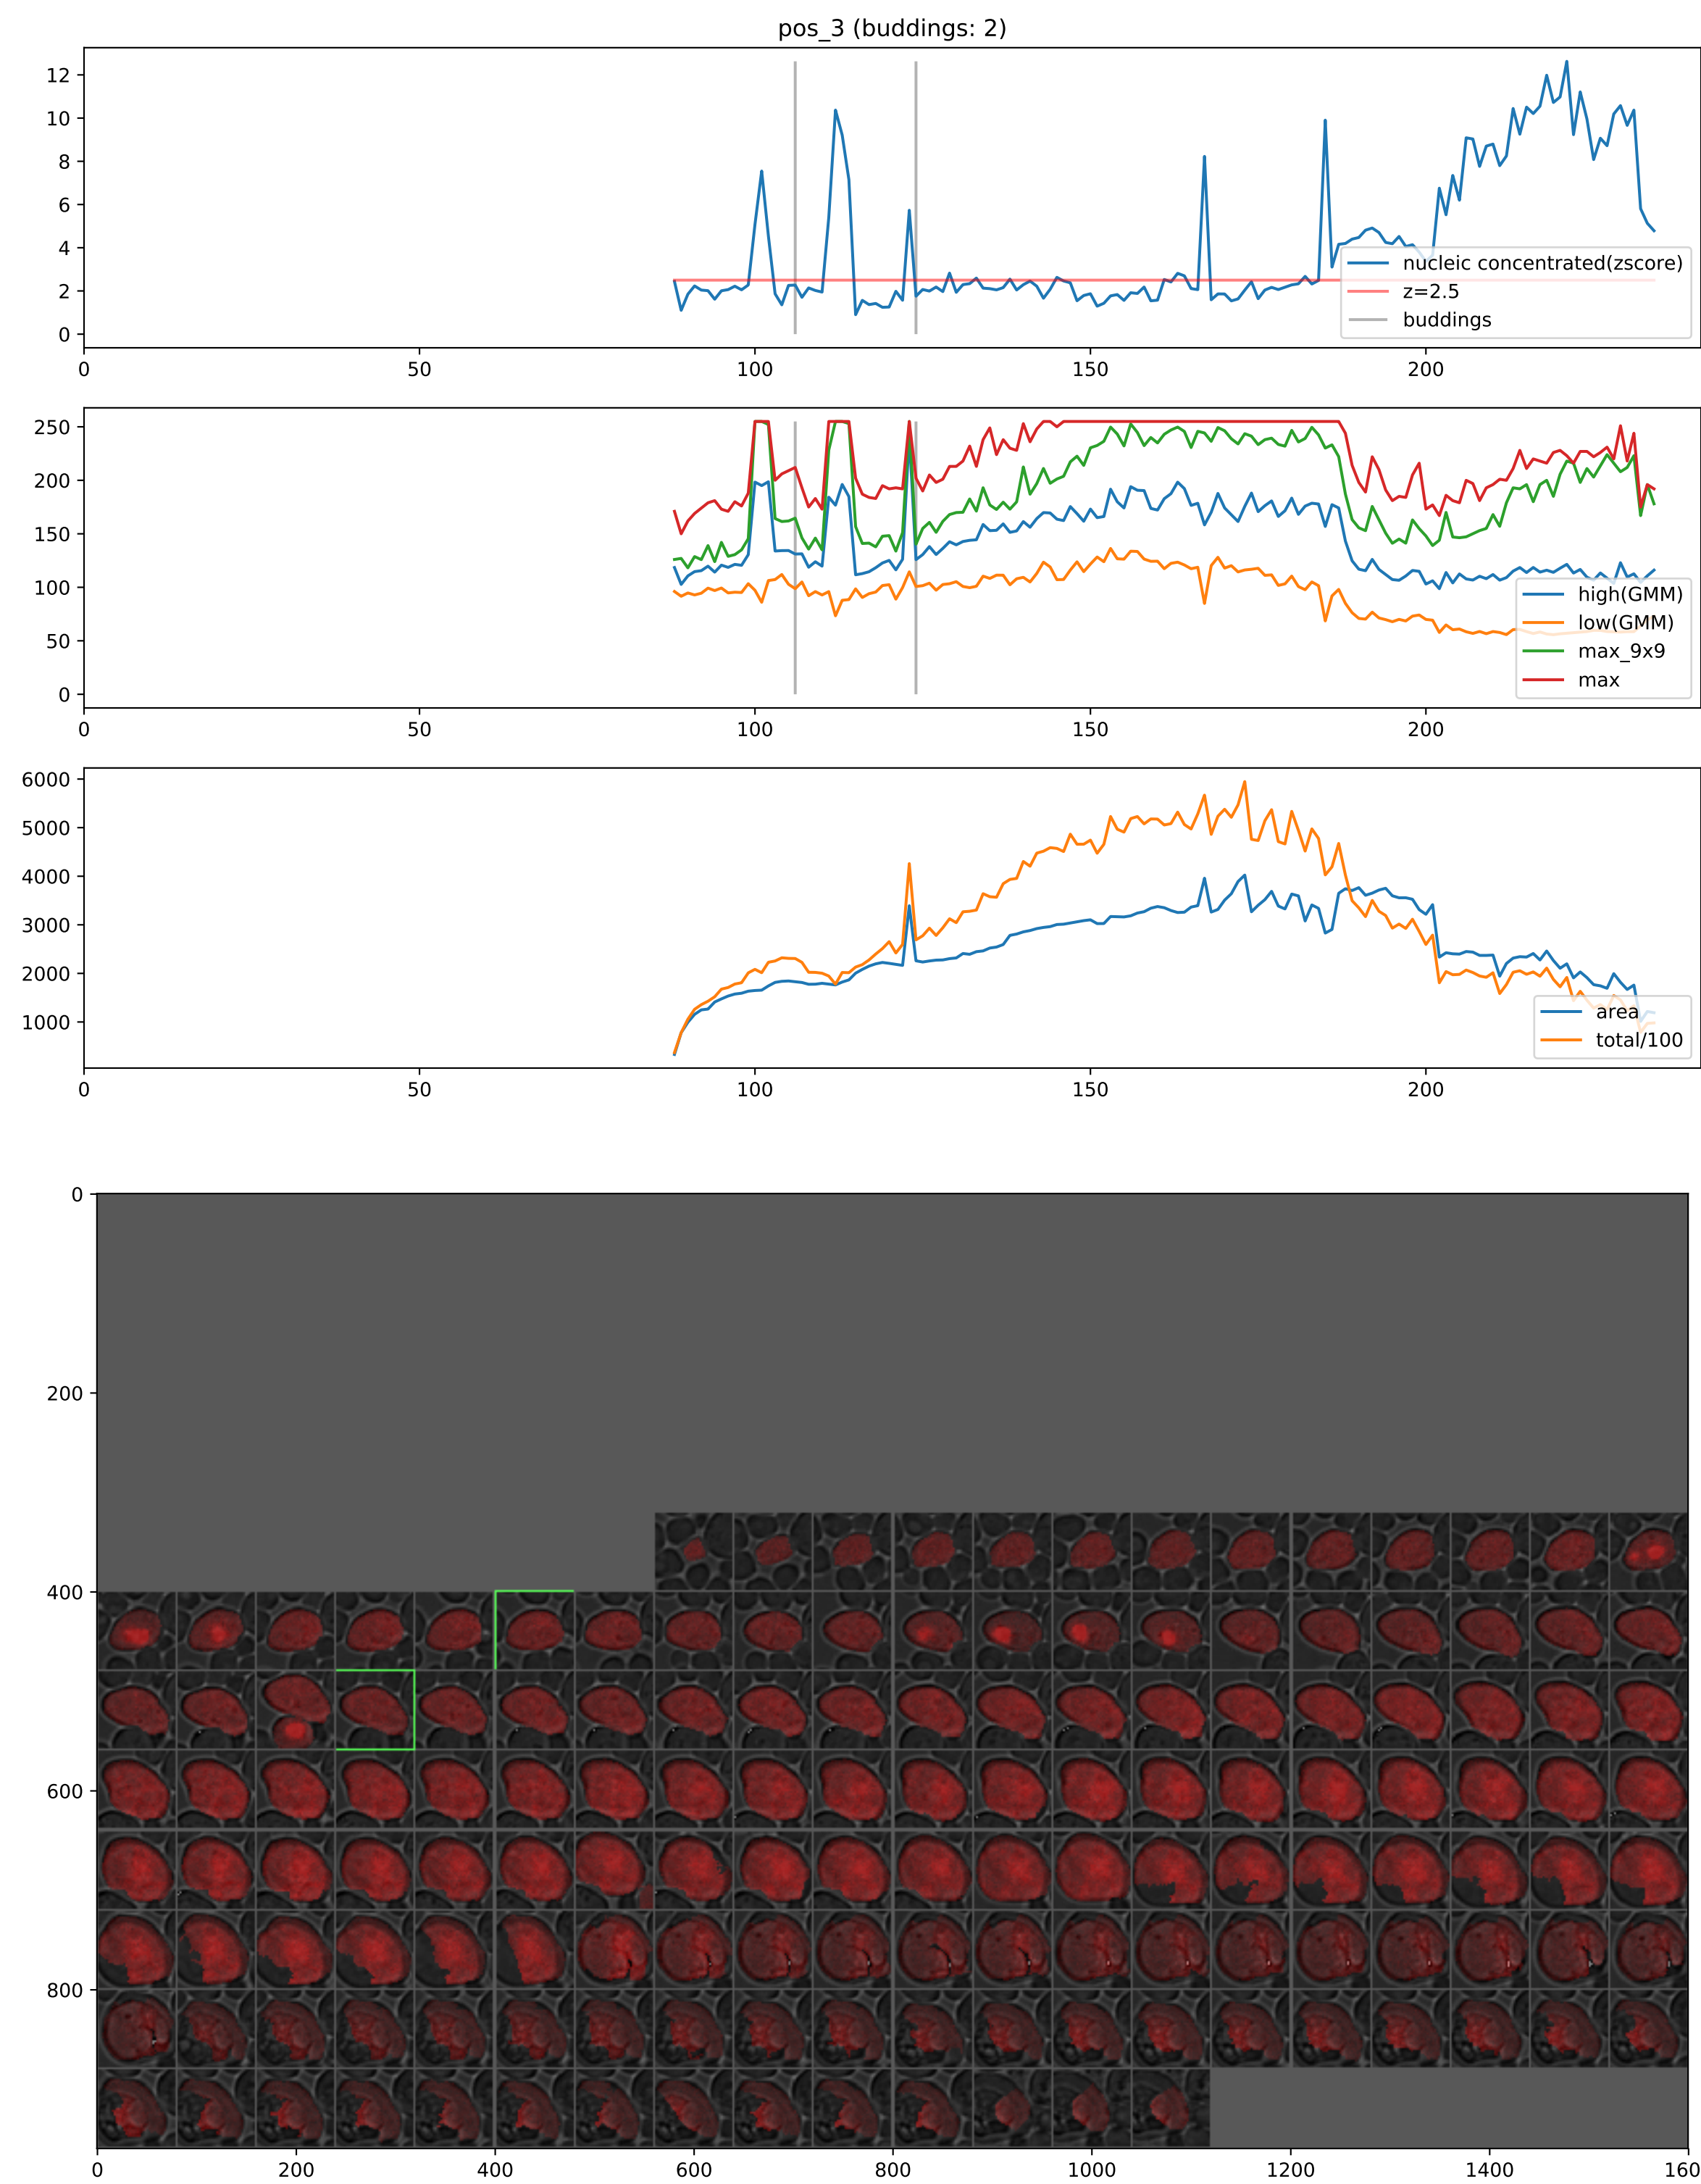 pos_3 (buddings: 2)
12
10
8
6
4
2
0
nucleic concentrated(zscore)
z=2.5
buddings
0 50 100 150 200
250
200
150
100
50
0
high(GMM)
low(GMM)
max_9x9
max
0 50 100 150 200
6000
5000
4000
3000
2000
1000
area
total/100
0 50 100 150 200
0
200
400
600
800
0 200 400 600 800 1000 1200 1400 160